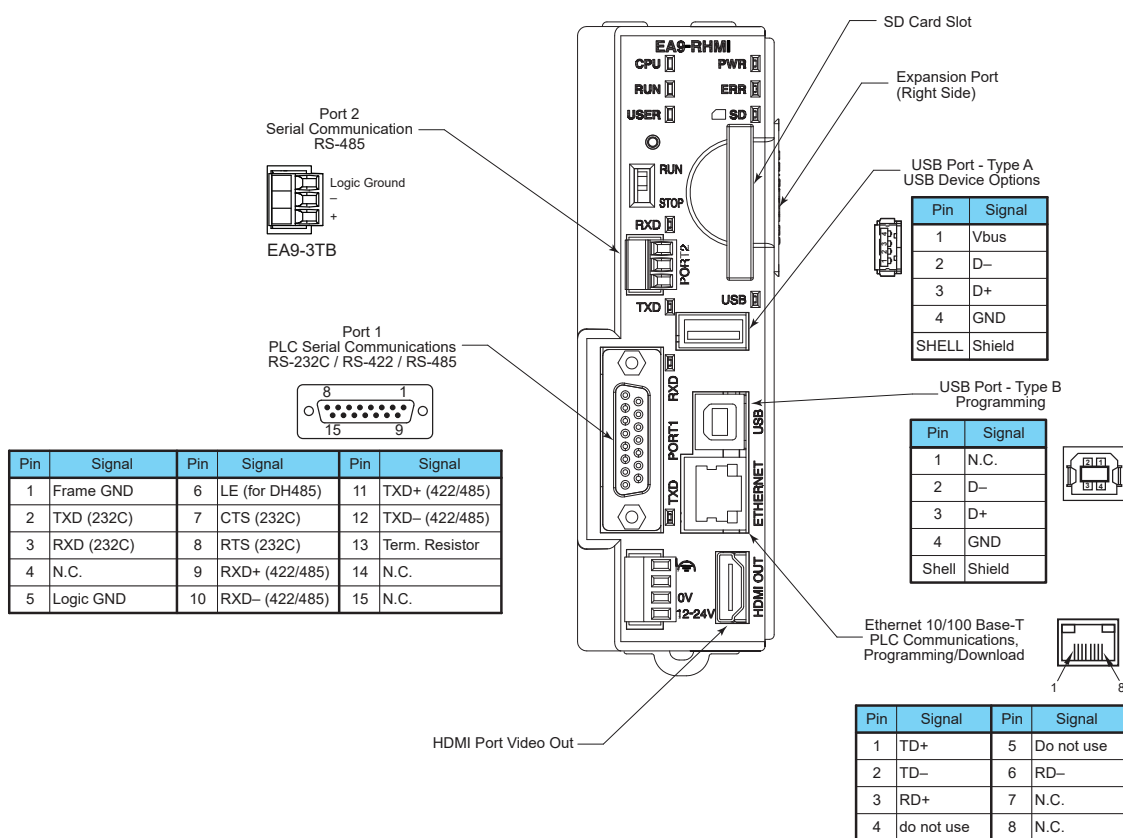 SD Card Slot
Expansion Port
(Right Side)
EA9-RHMI
CPU PWR
RUN ERR
USER SD
RUN
STOP
RXD
PORT2
TXD USB
RXD
PORT1
TXD
USB
ETHERNET
0V
12-24V
HDMI OUT
Port 2
Serial Communication
RS-485
Logic Ground
–
+
EA9-3TB
Port 1
PLC Serial Communications
RS-232C / RS-422 / RS-485
8 1
15 9
Pin Signal Pin Signal Pin Signal
1 Frame GND 6 LE (for DH485) 11 TXD+ (422/485)
2 TXD (232C) 7 CTS (232C) 12 TXD– (422/485)
3 RXD (232C) 8 RTS (232C) 13 Term. Resistor
4 N.C. 9 RXD+ (422/485) 14 N.C.
5 Logic GND 10 RXD– (422/485) 15 N.C.
HDMI Port Video Out
USB Port - Type A
USB Device Options
4
3
2
1
Pin Signal
1 Vbus
2 D–
3 D+
4 GND
SHELL Shield
USB Port - Type B
Programming
Pin Signal
1 N.C.
2 D–
3 D+
4 GND
Shell Shield
2 1
3 4
Ethernet 10/100 Base-T
PLC Communications,
Programming/Download
1 8
Pin Signal Pin Signal
1 TD+ 5 Do not use
2 TD– 6 RD–
3 RD+ 7 N.C.
4 do not use 8 N.C.